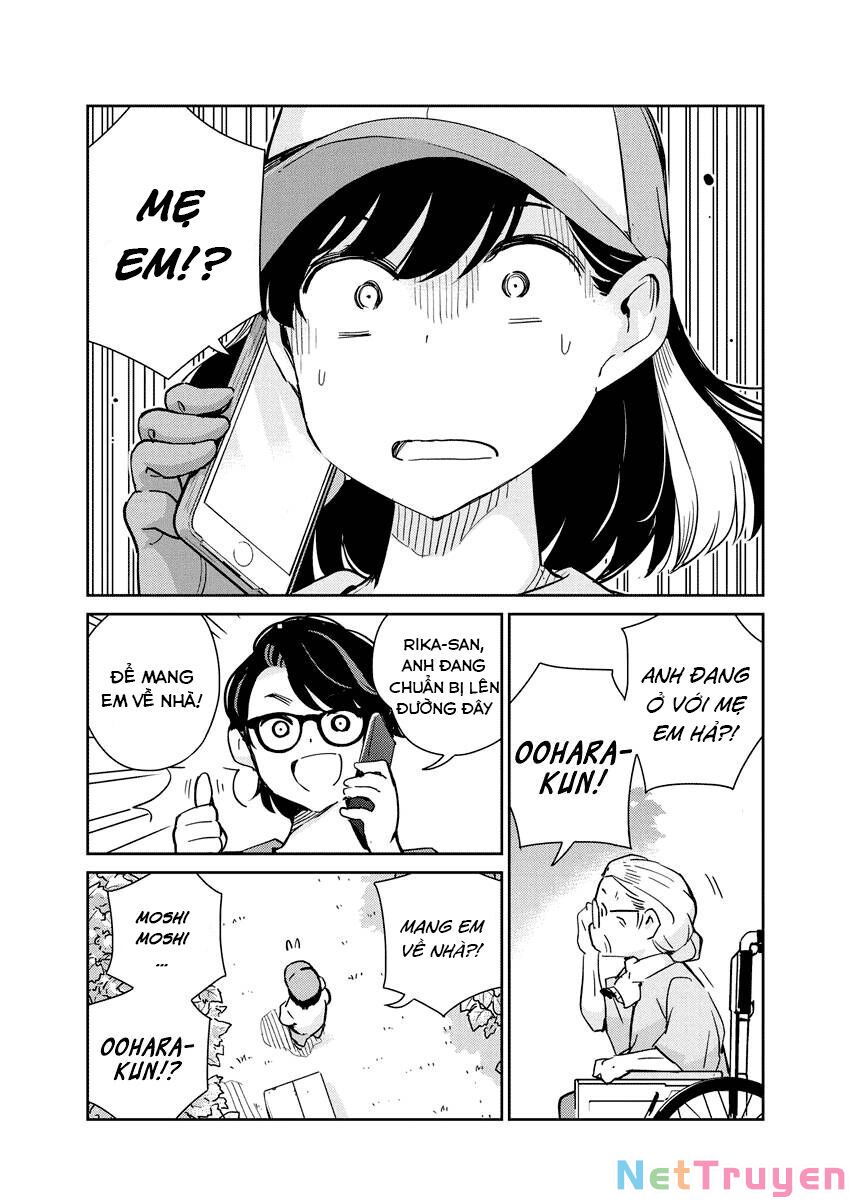 MẸ
EM!?
ANH ĐANG
Ở VỚI MẸ
EM HẢ?!
OOHARA-
KUN!
RIKA-SAN,
ANH ĐANG
CHUẨN BỊ LÊN
ĐƯỜNG ĐÂY
ĐỂ MANG
EM VỀ NHÀ!
MANG EM
VỀ NHÀ?!
MOSHI
MOSHI
...
OOHARA-
KUN!?
NetTruyen